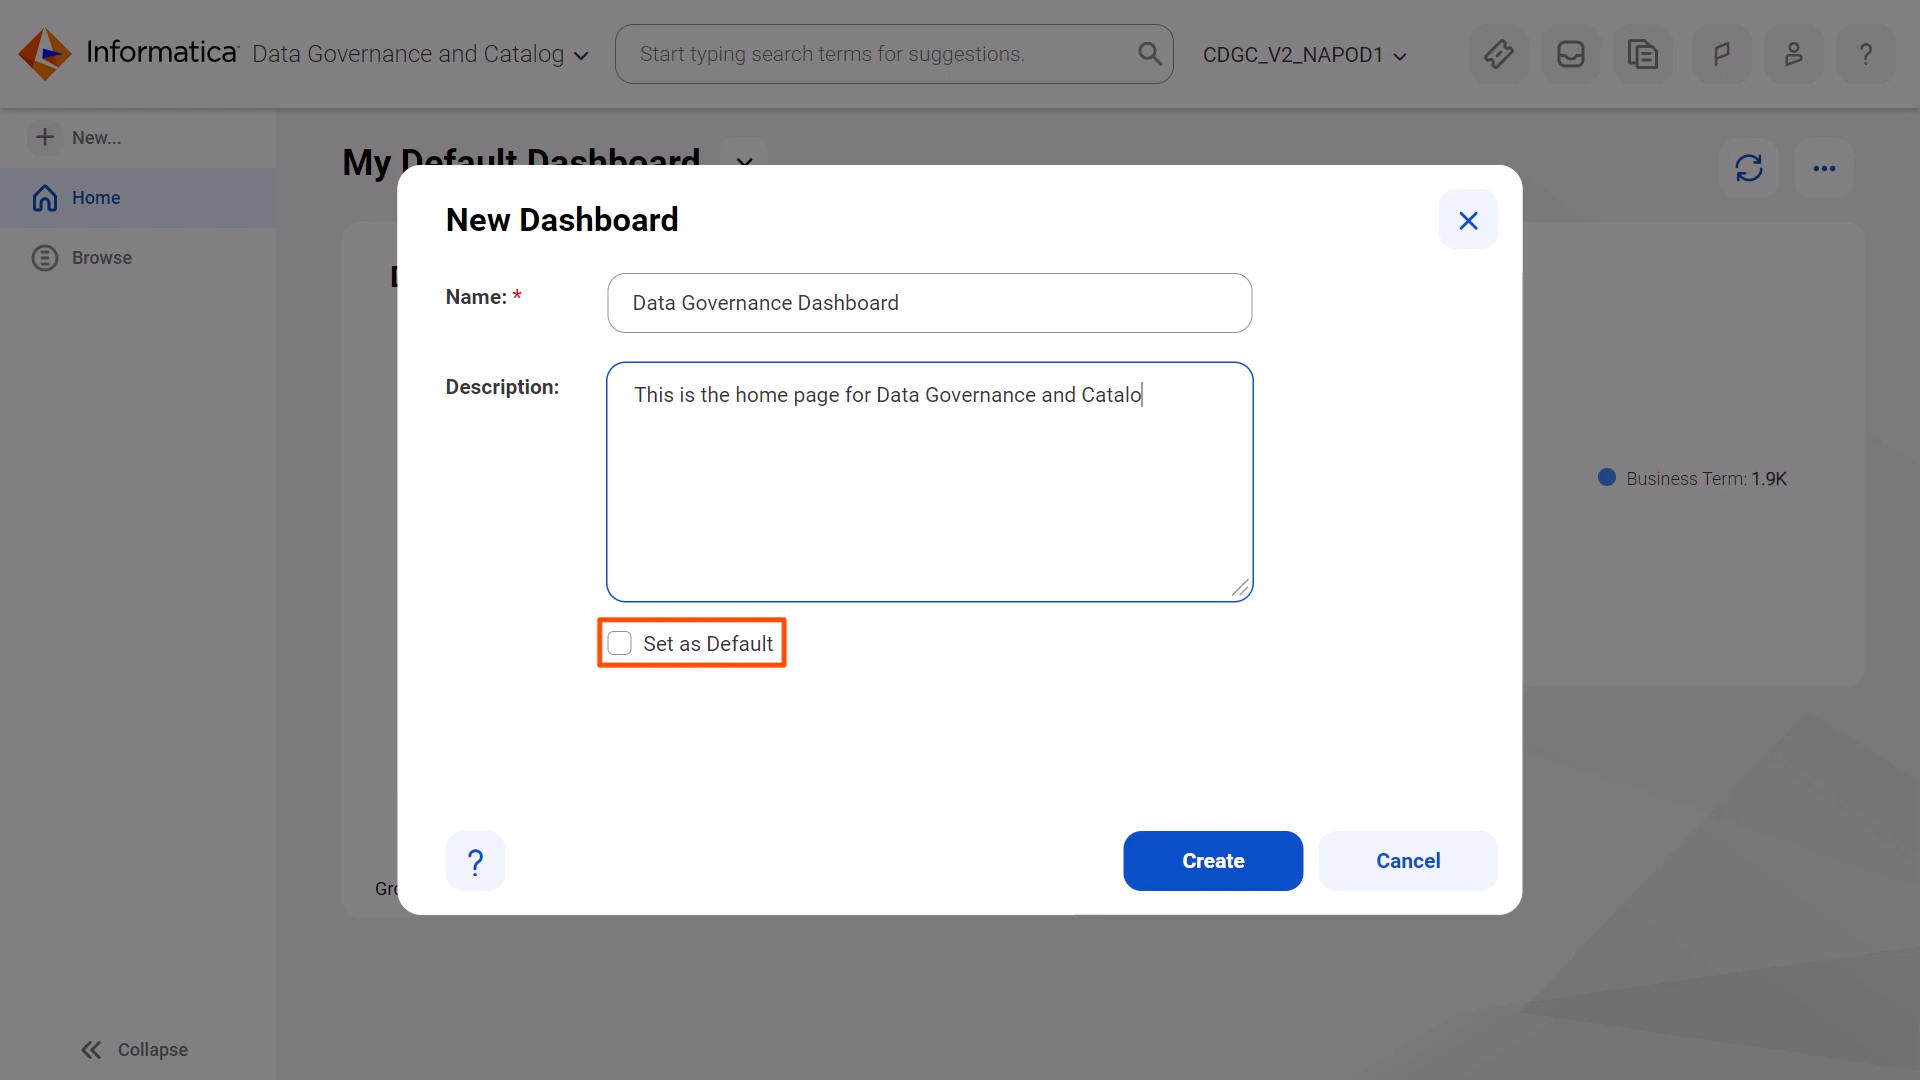 Informatica Data Governance and Catalog Start typing search terms for suggestions. CDGC_V2_NAPOD1 ?
New...
My Default Dashboard
Home
Browse
New Dashboard
Name: * Data Governance Dashboard
Description: This is the home page for Data Governance and Catalo
Business Term: 1.9K
Set as Default
? Create Cancel
Collapse